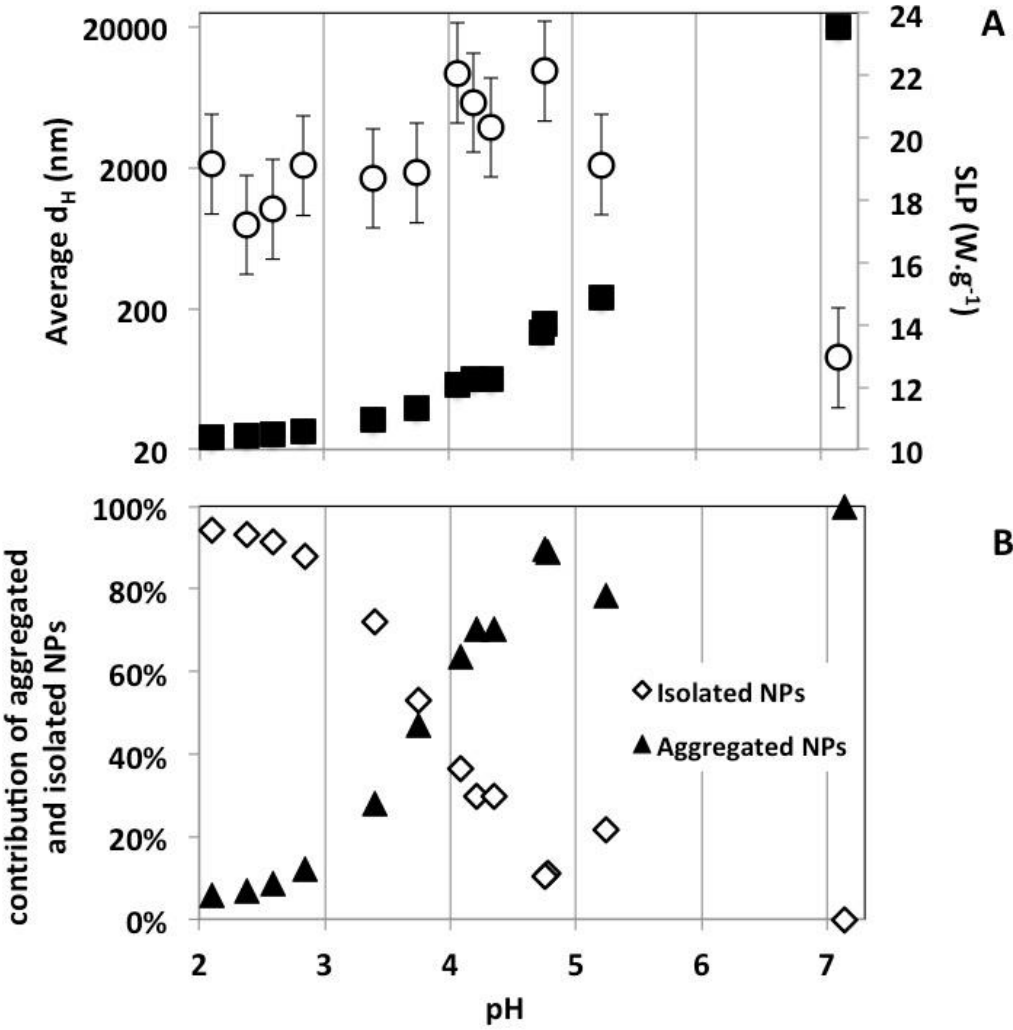 A
20000
2000
200
20
Average dH (nm)
24
22
20
18
16
14
12
10
SLP (W.g-1)
B
100%
80%
60%
40%
20%
0%
contribution of aggregated
and isolated NPs
Isolated NPs
Aggregated NPs
2 3 4 5 6 7
pH